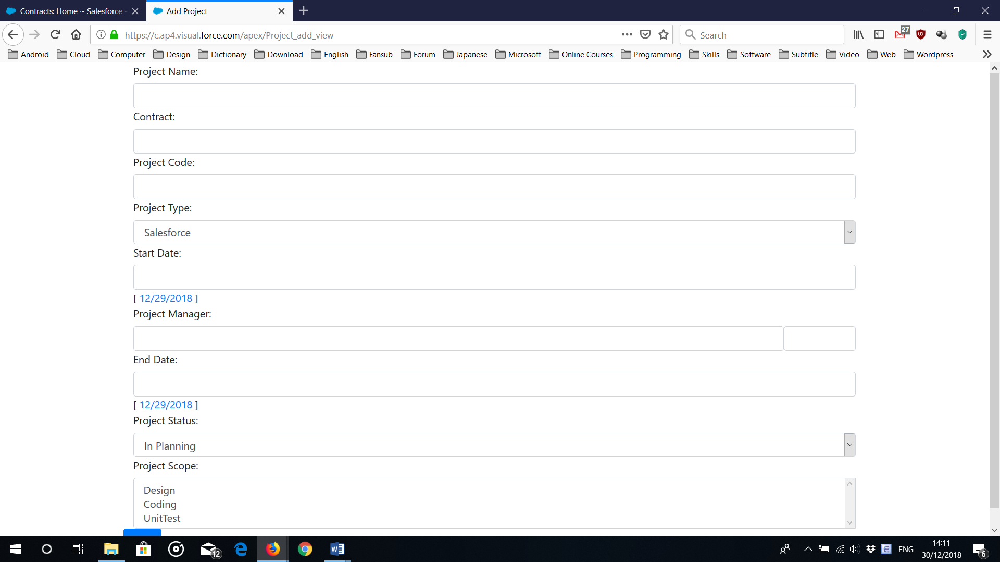 Contracts: Home ~ Salesforce
Add Project
https://c.ap4.visual.force.com/apex/Project_add_view
Search
27
Android
Cloud
Computer
Design
Dictionary
Download
English
Fansub
Forum
Japanese
Microsoft
Online Courses
Programming
Skills
Software
Subtitle
Video
Web
Wordpress
Project Name:
Contract:
Project Code:
Project Type:
Salesforce
Start Date:
[ 12/29/2018 ]
Project Manager:
End Date:
[ 12/29/2018 ]
Project Status:
In Planning
Project Scope:
Design
Coding
UnitTest
12
ENG
14:11
30/12/2018
6